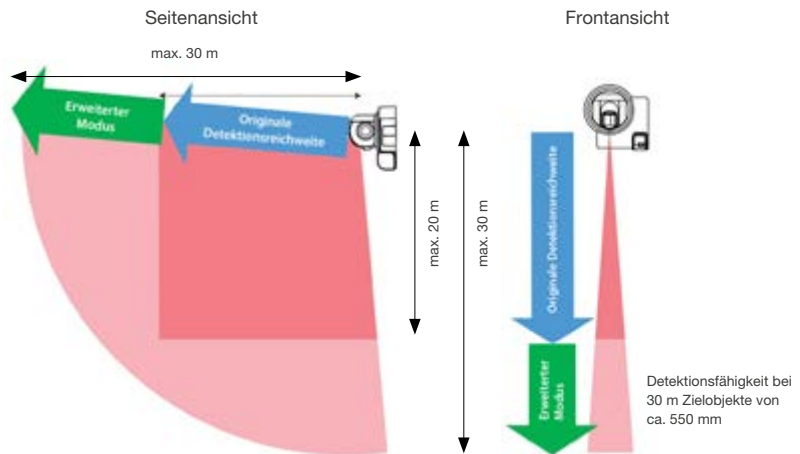 Seitenansicht
max. 30 m
Erweiterter
Modus
Originale
Detektionsreichweite
max. 20 m
max. 30 m
Frontansicht
Originale Detektionsreichweite
Erweiterter
Modus
Detektionsfähigkeit bei
30 m Zielobjekte von
ca. 550 mm